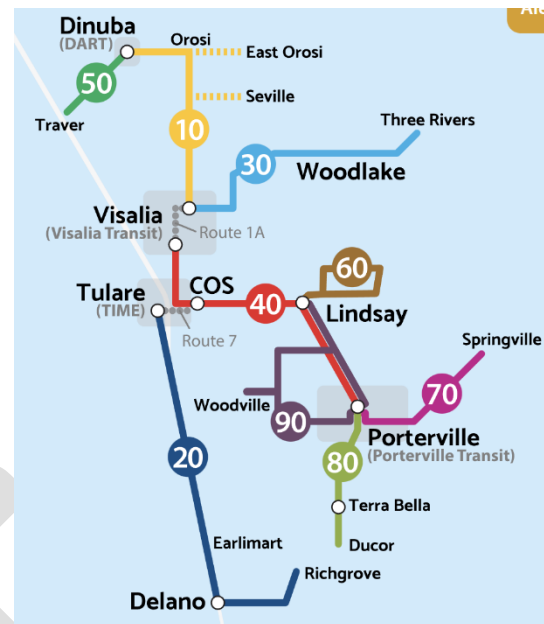 Dinuba
(DART)
Orosi
East Orosi
50
Seville
Traver
10
Three Rivers
30
Woodlake
Visalia
(Visalia Transit)
Route 1A
60
Tulare
(TIME)
COS
40
Lindsay
Route 7
Springville
70
Woodville
90
Porterville
(Porterville Transit)
20
80
Terra Bella
Earlimart
Ducor
Richgrove
Delano